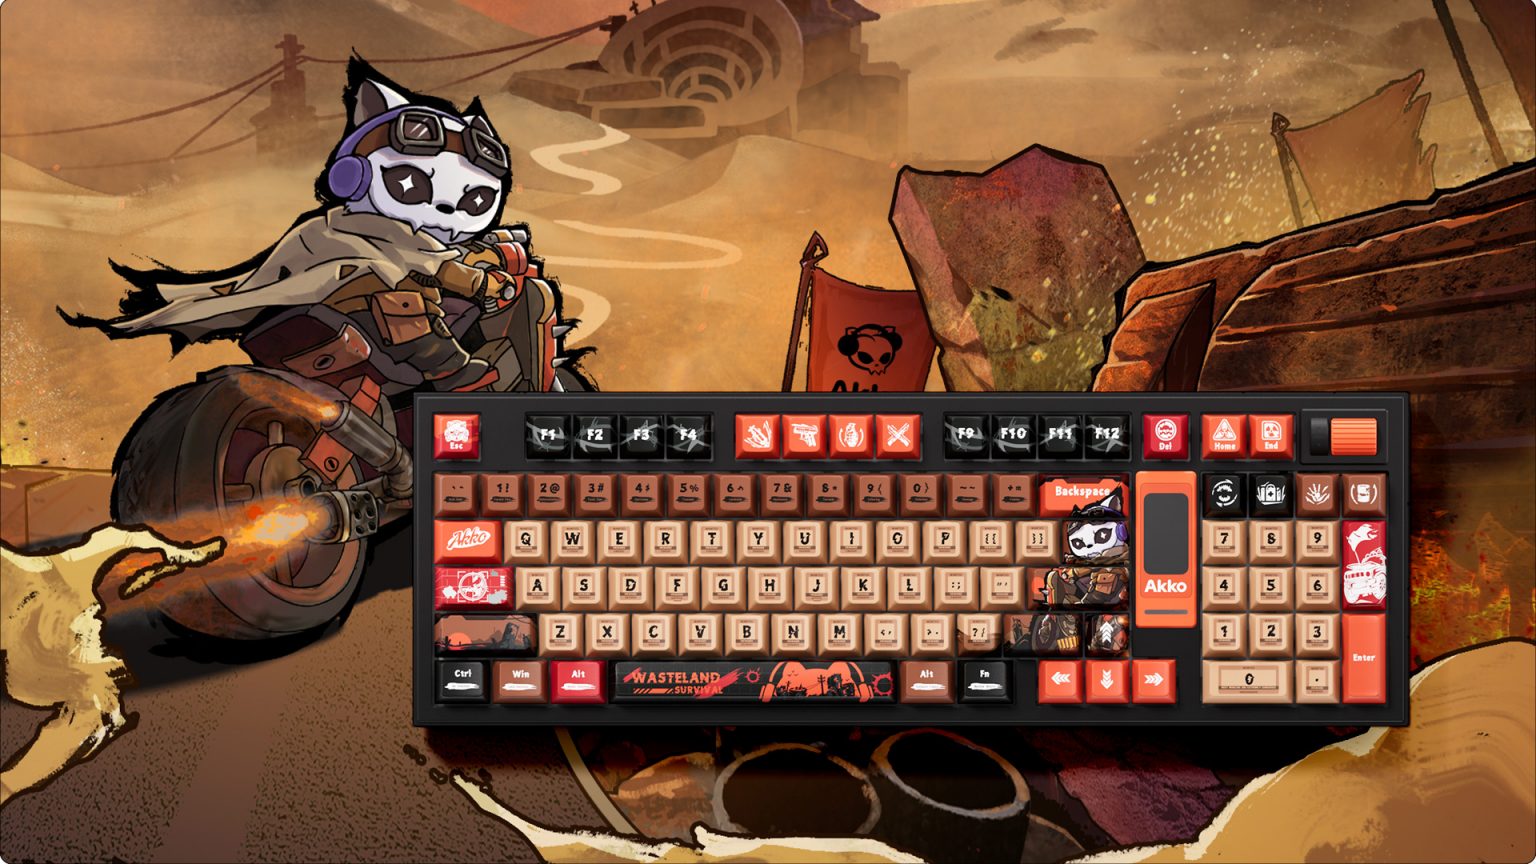 Esc F1 F2 F3 F4 F9 F10 F11 F12 Del Home End
1! 2@ 3# 4$ 5% 6^ 7& 8* 9( 0) Backspace
Akko Q W E R T Y U I O P [{ ]} 7 8 9
A S D F G H J K L 4 5 6
Akko
Z X C V B N M ?/ 1 2 3
Ctrl Win Alt WASTELAND SURVIVAL Alt Fn 0 . Enter